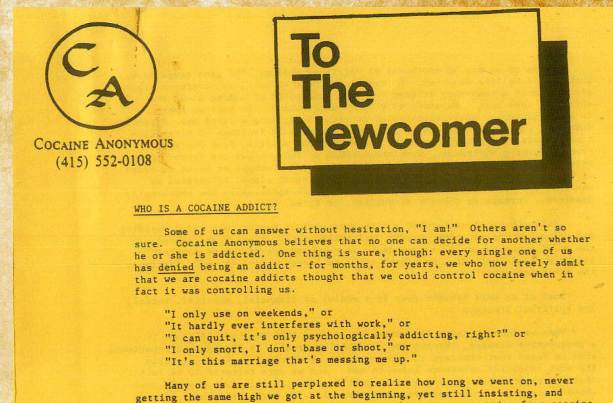 C
A
COCAINE ANONYMOUS
(415) 552-0108
To
The
Newcomer
WHO IS A COCAINE ADDICT?
Some of us can answer without hesitation, "I am!" Others aren't so
sure. Cocaine Anonymous believes that no one can decide for another whether
he or she is addicted. One thing is sure, though: every single one of us
has denied being an addict - for months, for years, we who now freely admit
that we are cocaine addicts thought that we could control cocaine when in
fact it was controlling us.
"I only use on weekends," or
"It hardly ever interferes with work," or
"I can quit, it's only psychologically addicting, right?" or
"I only snort, I don't base or shoot," or
"It's this marriage that's messing me up."
Many of us are still perplexed to realize how long we went on, never
getting the same high we got at the beginning, yet still insisting, and